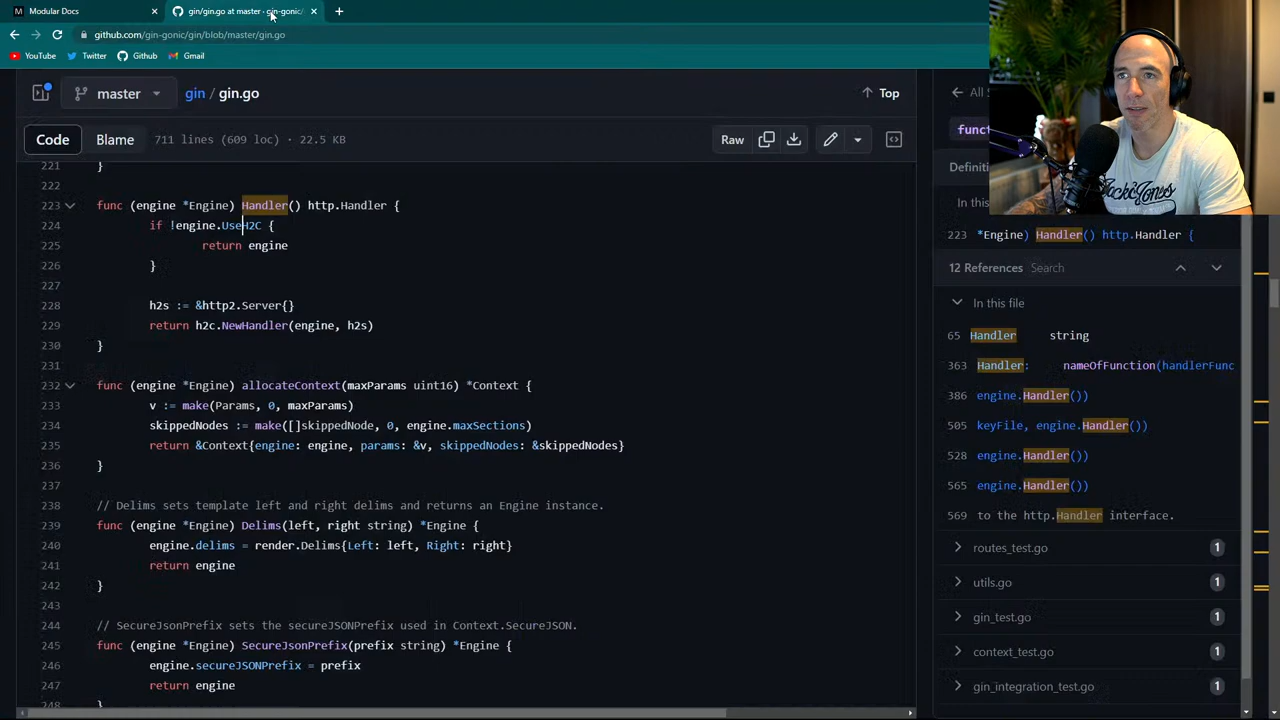 Modular Docs
gin/gin.go at master · gin-gonic/
github.com/gin-gonic/gin/blob/master/gin.go
YouTube
Twitter
Github
Gmail
master
gin / gin.go
Top
Code
Blame
711 lines (609 loc) · 22.5 KB
Raw
221 }
222
223 func (engine *Engine) Handler() http.Handler {
224 if !engine.UseH2C {
225 return engine
226 }
227
228 h2s := &http2.Server{}
229 return h2c.NewHandler(engine, h2s)
230 }
231
232 func (engine *Engine) allocateContext(maxParams uint16) *Context {
233 v := make(Params, 0, maxParams)
234 skippedNodes := make([]skippedNode, 0, engine.maxSections)
235 return &Context{engine: engine, params: &v, skippedNodes: &skippedNodes}
236 }
237
238 // Delims sets template left and right delims and returns an Engine instance.
239 func (engine *Engine) Delims(left, right string) *Engine {
240 engine.delims = render.Delims{Left: left, Right: right}
241 return engine
242 }
243
244 // SecureJsonPrefix sets the secureJSONPrefix used in Context.SecureJSON.
245 func (engine *Engine) SecureJsonPrefix(prefix string) *Engine {
246 engine.secureJSONPrefix = prefix
247 return engine
248 }
All
func
Definiti
In this
223 *Engine) Handler() http.Handler {
12 References Search
In this file
65 Handler string
363 Handler: nameOfFunction(handlerFunc
386 engine.Handler())
505 keyFile, engine.Handler())
528 engine.Handler())
565 engine.Handler())
569 to the http.Handler interface.
routes_test.go 1
utils.go 1
gin_test.go 1
context_test.go 1
gin_integration_test.go 1
JACK & JONES